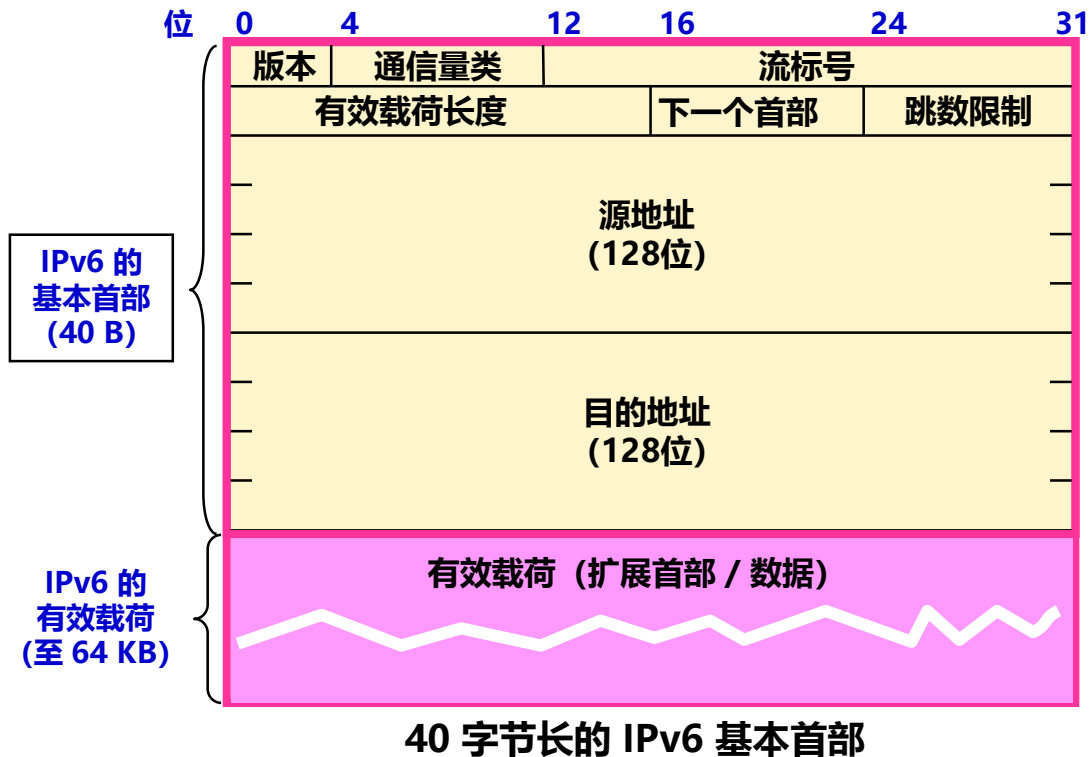 位 0 4 12 16 24 31
版本 通信量类 流标号
有效载荷长度 下一个首部 跳数限制
源地址
(128位)
IPv6 的
基本首部
(40 B)
目的地址
(128位)
有效载荷（扩展首部 / 数据）
IPv6 的
有效载荷
(至 64 KB)
40 字节长的 IPv6 基本首部